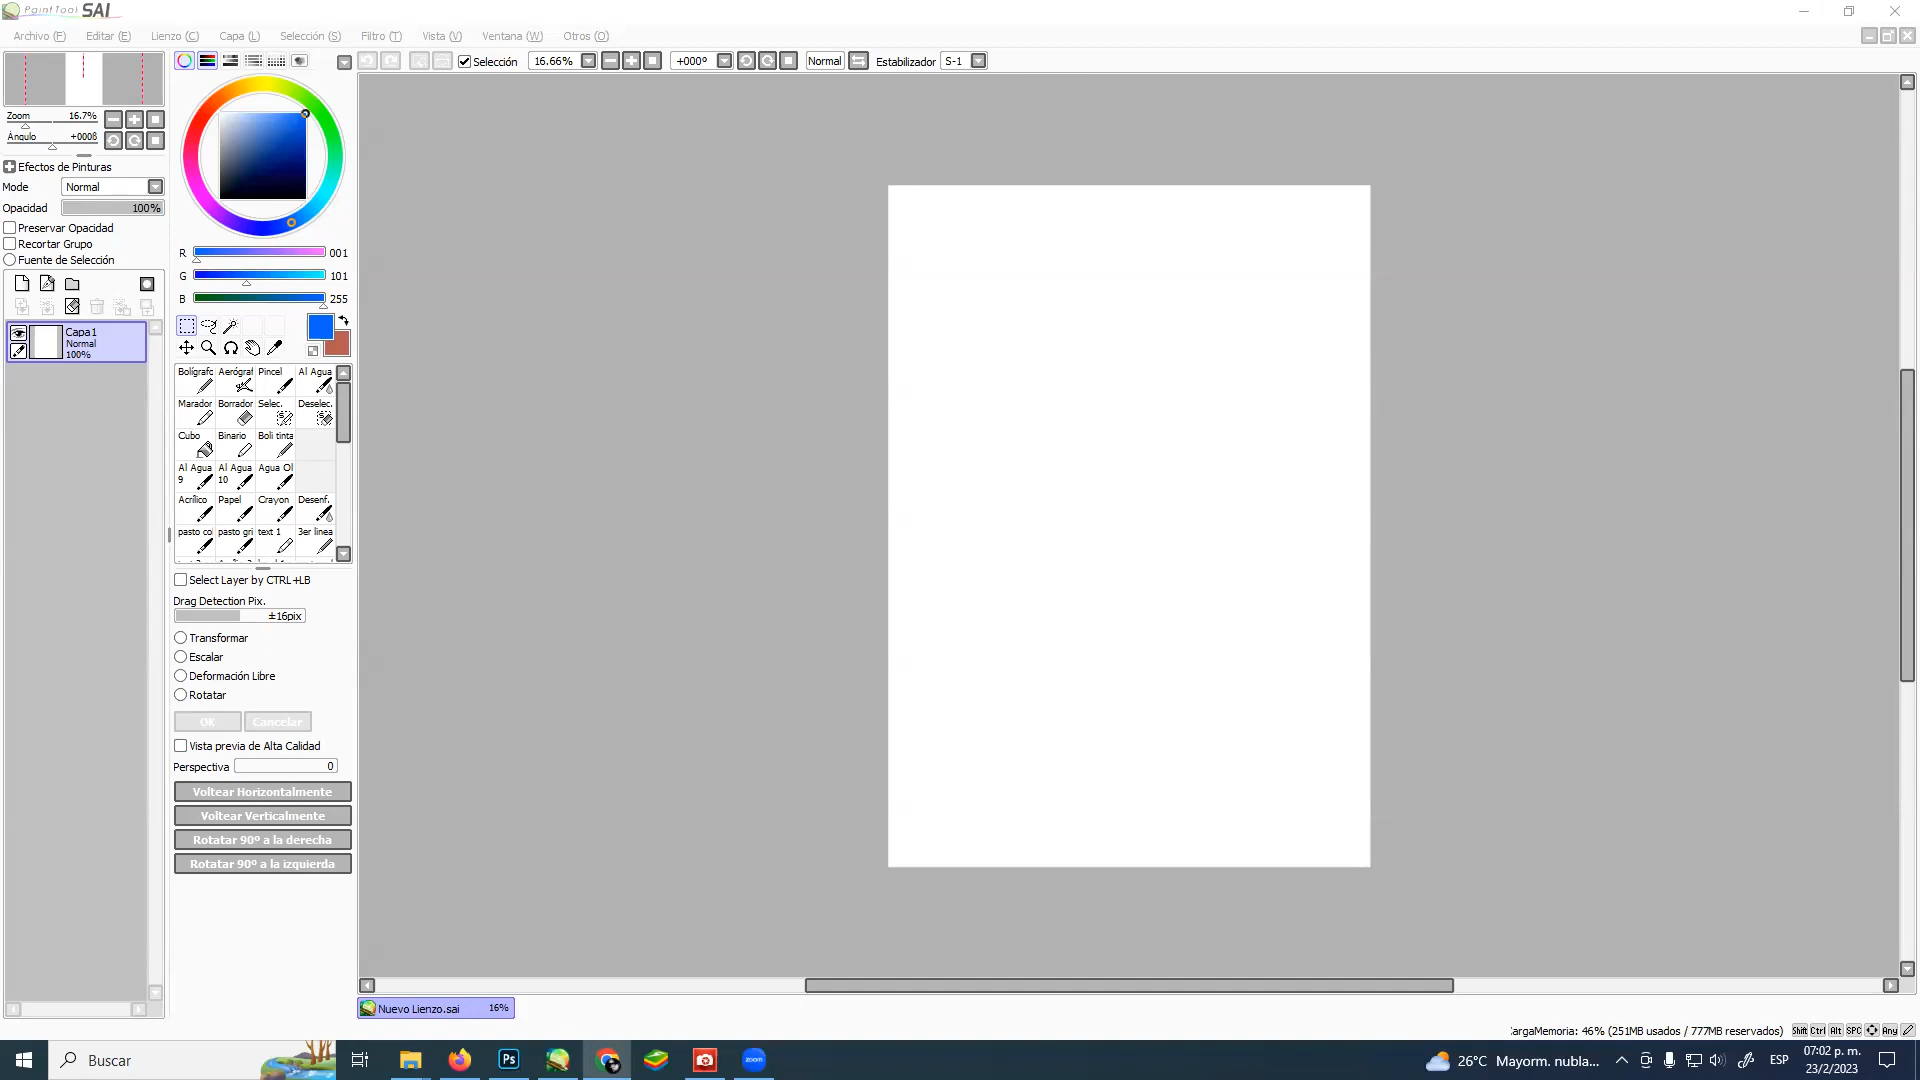 PaintTool SAI
Archivo (F) Editar (E) Lienzo (C) Capa (L) Selección (S) Filtro (T) Vista (V) Ventana (W) Otros (O)
Selección 16.66% +000º Normal Estabilizador S-1
Zoom 16.7%
Ángulo +000ß
Efectos de Pinturas
Mode Normal
Opacidad 100%
Preservar Opacidad
Recortar Grupo
Fuente de Selección
Capa1
Normal
100%
R 001
G 101
B 255
Bolígrafo Aerógraf Pincel Al Agua
Marador Borrador Selec. Deselec.
Cubo Binario Boli tinta
Al Agua 9 Al Agua 10 Agua Ol
Acrílico Papel Crayon Desenf.
pasto co pasto gri text 1 3er linea
Select Layer by CTRL+LB
Drag Detection Pix.
±16pix
Transformar
Escalar
Deformación Libre
Rotatar
OK Cancelar
Vista previa de Alta Calidad
Perspectiva 0
Voltear Horizontalmente
Voltear Verticalmente
Rotatar 90º a la derecha
Rotatar 90º a la izquierda
Nuevo Lienzo.sai 16%
argaMemoria: 46% (251MB usados / 777MB reservados) Shift Ctrl Alt SPC Any
Buscar Ps zoom 26°C Mayorm. nubla... ESP 07:02 p. m.
23/2/2023